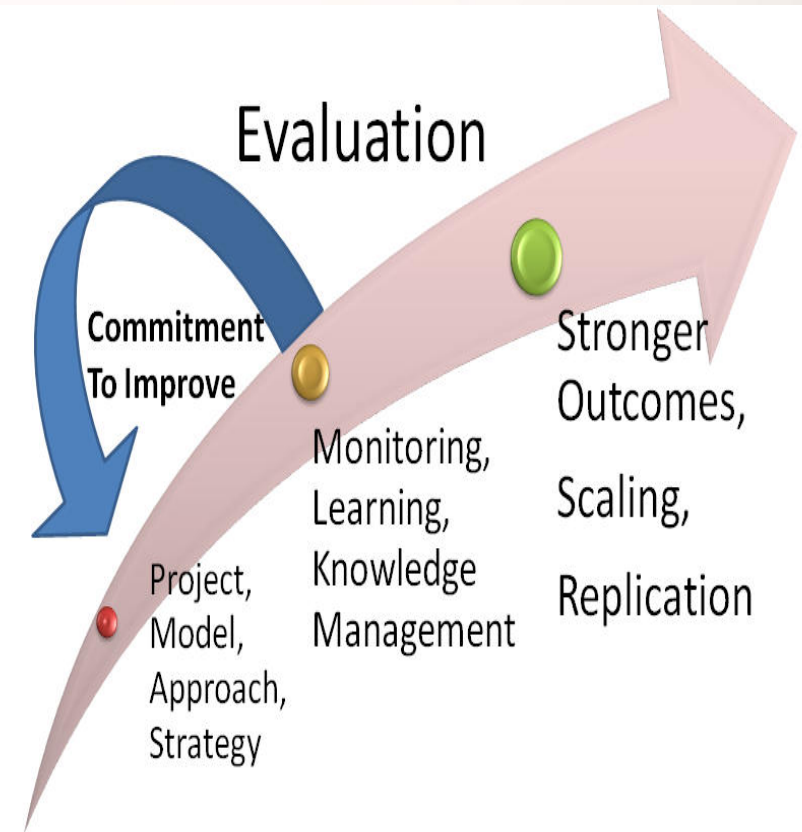 Evaluation
Commitment
To Improve
Project,
Model,
Approach,
Strategy
Monitoring,
Learning,
Knowledge
Management
Stronger
Outcomes,
Scaling,
Replication